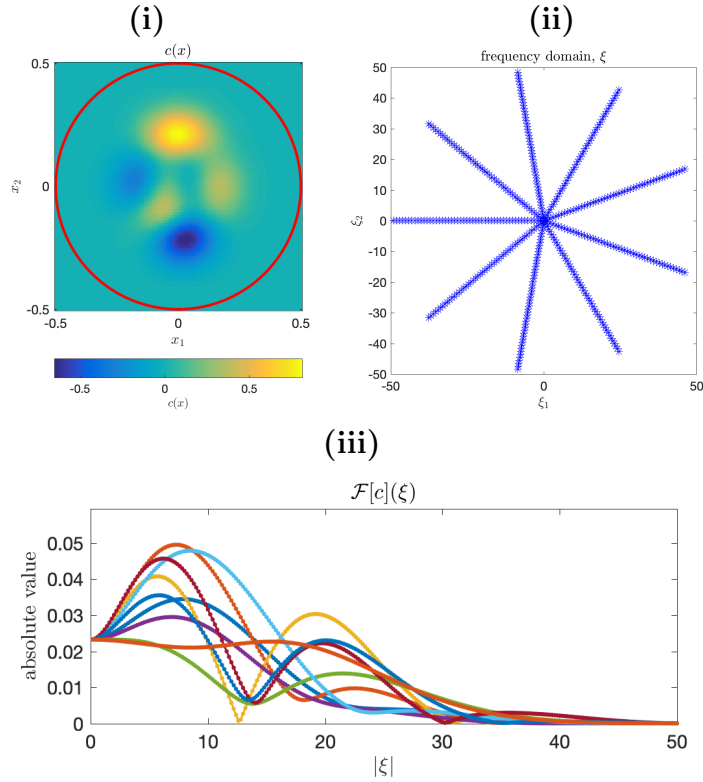 (i)
c(x)
0.5
0
-0.5
x₂
-0.5 0 0.5
x₁
-0.5 0 0.5
c(x)
(ii)
frequency domain, ξ
50
40
30
20
10
0
-10
-20
-30
-40
-50
ξ₂
-50 0 50
ξ₁
(iii)
ℱ[c](ξ)
0.05
0.04
0.03
0.02
0.01
0
absolute value
0 10 20 30 40 50
|ξ|